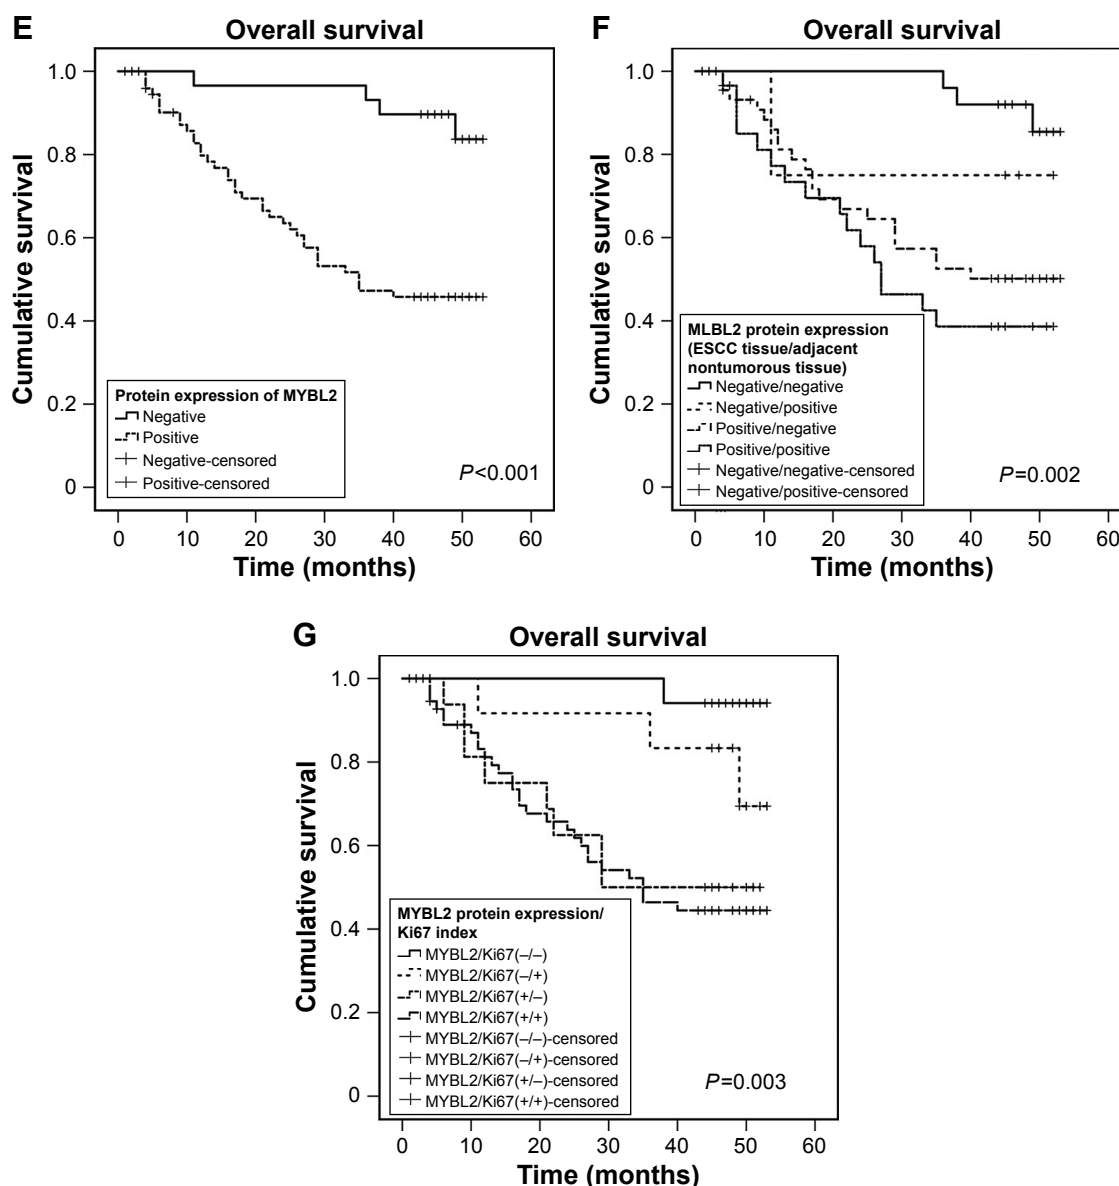 E
Overall survival
1.0
0.8
0.6
0.4
0.2
0
Cumulative survival
Protein expression of MYBL2
Negative
Positive
Negative-censored
Positive-censored
P<0.001
0 10 20 30 40 50 60
Time (months)
F
Overall survival
1.0
0.8
0.6
0.4
0.2
0
Cumulative survival
MLBL2 protein expression
(ESCC tissue/adjacent
nontumorous tissue)
Negative/negative
Negative/positive
Positive/negative
Positive/positive
Negative/negative-censored
Negative/positive-censored
P=0.002
0 10 20 30 40 50 60
Time (months)
G
Overall survival
1.0
0.8
0.6
0.4
0.2
0
Cumulative survival
MYBL2 protein expression/
Ki67 index
MYBL2/Ki67(–/–)
MYBL2/Ki67(–/+)
MYBL2/Ki67(+/–)
MYBL2/Ki67(+/+)
MYBL2/Ki67(–/–)-censored
MYBL2/Ki67(–/+)-censored
MYBL2/Ki67(+/–)-censored
MYBL2/Ki67(+/+)-censored
P=0.003
0 10 20 30 40 50 60
Time (months)